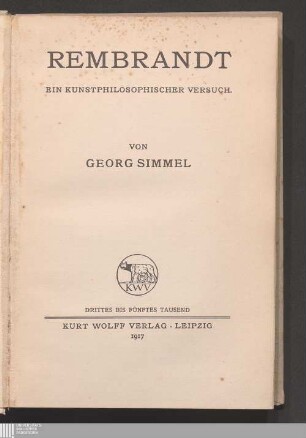 REMBRANDT
EIN KUNSTPHILOSOPHISCHER VERSUCH.
VON
GEORG SIMMEL
KWV
DRITTES BIS FÜNFTES TAUSEND
KURT WOLFF VERLAG · LEIPZIG
1917